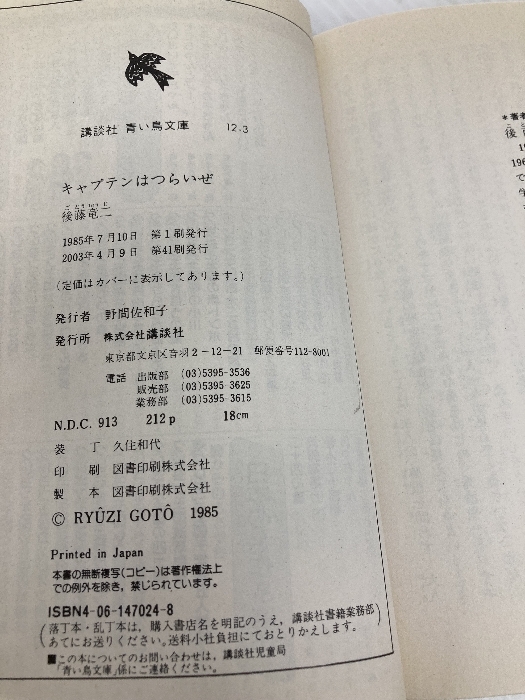 講談社 青い鳥文庫 12-3
キャプテンはつらいぜ
ごとうりゅうじ
後藤竜二
1985年7月10日 第1刷発行
2003年4月9日 第41刷発行
(定価はカバーに表示してあります。)
発行者 野間佐和子
発行所 株式会社講談社
東京都文京区音羽2-12-21 郵便番号112-8001
電話 出版部 (03)5395-3536
販売部 (03)5395-3625
業務部 (03)5395-3615
N.D.C. 913 212p 18cm
装 丁 久住和代
印 刷 図書印刷株式会社
製 本 図書印刷株式会社
© RYÛZI GOTÔ 1985
Printed in Japan
本書の無断複写(コピー)は著作権法上
での例外を除き,禁じられています。
ISBN4-06-147024-8
(落丁本・乱丁本は,購入書店名を明記のうえ,講談社書籍業務部
あてにお送りください。送料小社負担にておとりかえします。)
■この本についてのお問い合わせは,講談社児童局
「青い鳥文庫」係にご連絡ください。
*著者
後
19
196
で
学